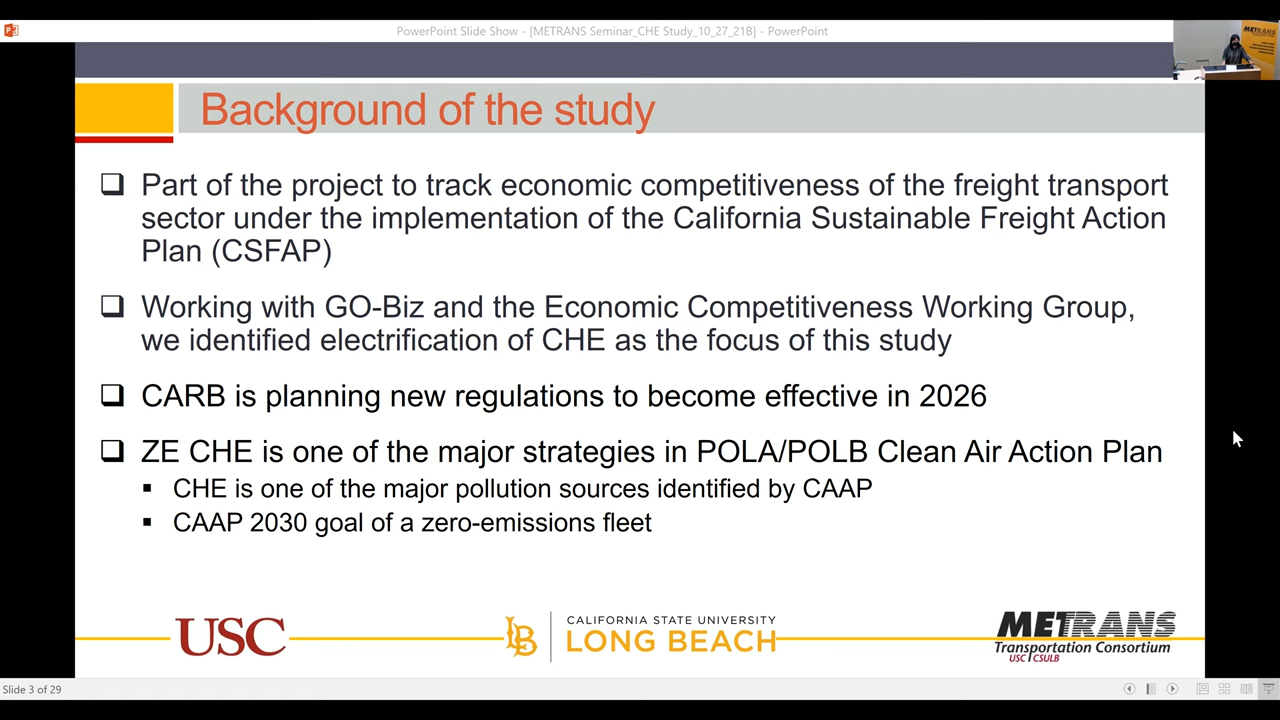 PowerPoint Slide Show - [METRANS Seminar_CHE Study_10_27_21B] - PowerPoint
METRANS
Background of the study
Part of the project to track economic competitiveness of the freight transport
sector under the implementation of the California Sustainable Freight Action
Plan (CSFAP)
Working with GO-Biz and the Economic Competitiveness Working Group,
we identified electrification of CHE as the focus of this study
CARB is planning new regulations to become effective in 2026
ZE CHE is one of the major strategies in POLA/POLB Clean Air Action Plan
CHE is one of the major pollution sources identified by CAAP
CAAP 2030 goal of a zero-emissions fleet
USC
LB
CALIFORNIA STATE UNIVERSITY
LONG BEACH
METRANS
Transportation Consortium
USC CSULB
Slide 3 of 29